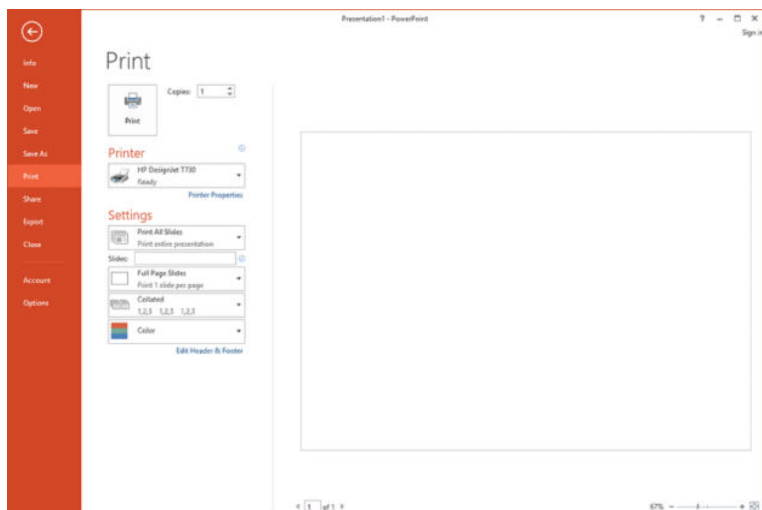 Presentation1 - PowerPoint
?
Sign in
Info
New
Open
Save
Save As
Print
Share
Export
Close
Account
Options
Print
Copies: 1
Print
Printer
HP DesignJet T730
Ready
Printer Properties
Settings
Print All Slides
Print entire presentation
Slides:
Full Page Slides
Print 1 slide per page
Collated
1,2,3 1,2,3 1,2,3
Color
Edit Header & Footer
1 of 1
67%